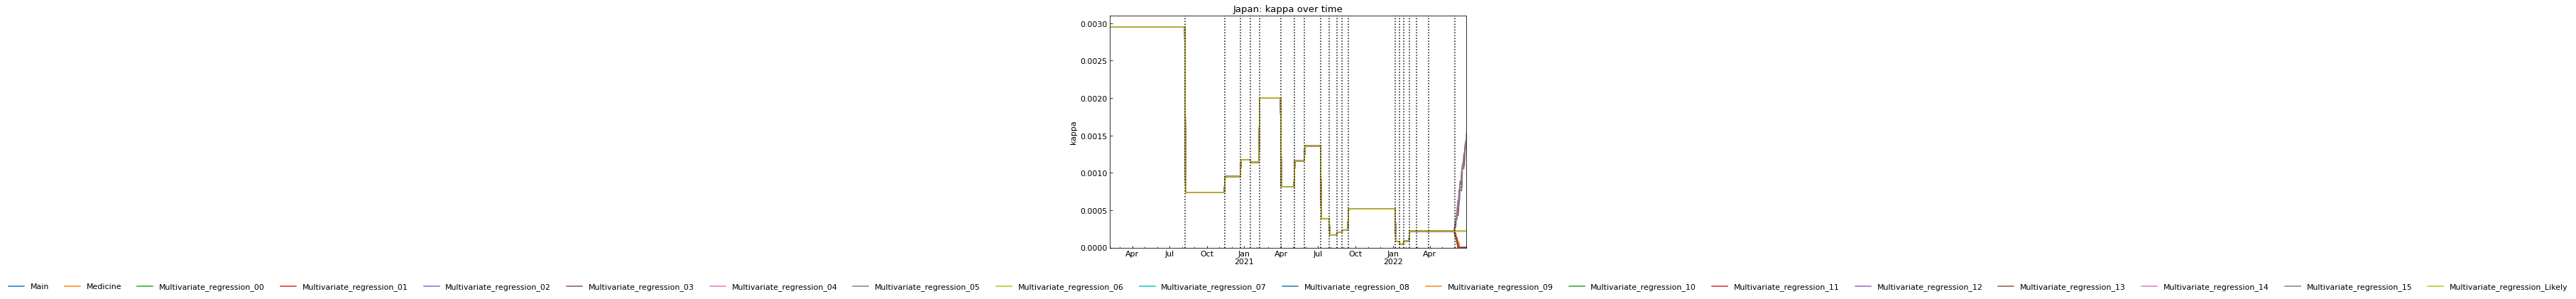 Japan: kappa over time
0.0030
0.0025
0.0020
0.0015
0.0010
0.0005
0.0000
kappa
Apr Jul Oct Jan Apr Jul Oct Jan Apr
2021 2022
Main Medicine Multivariate_regression_00 Multivariate_regression_01 Multivariate_regression_02 Multivariate_regression_03 Multivariate_regression_04 Multivariate_regression_05 Multivariate_regression_06 Multivariate_regression_07 Multivariate_regression_08 Multivariate_regression_09 Multivariate_regression_10 Multivariate_regression_11 Multivariate_regression_12 Multivariate_regression_13 Multivariate_regression_14 Multivariate_regression_15 Multivariate_regression_Likely